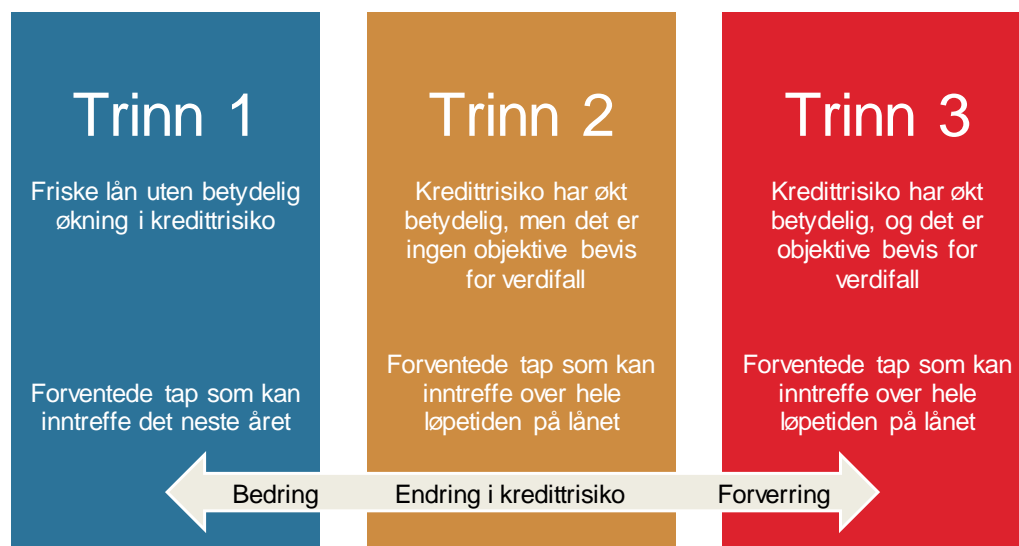 Trinn 1
Friske lån uten betydelig
økning i kredittrisiko
Forventede tap som kan
inntreffe det neste året
Trinn 2
Kredittrisiko har økt
betydelig, men det er
ingen objektive bevis
for verdifall
Forventede tap som kan
inntreffe over hele
løpetiden på lånet
Trinn 3
Kredittrisiko har økt
betydelig, og det er
objektive bevis for
verdifall
Forventede tap som kan
inntreffe over hele
løpetiden på lånet
Bedring Endring i kredittrisiko Forverring